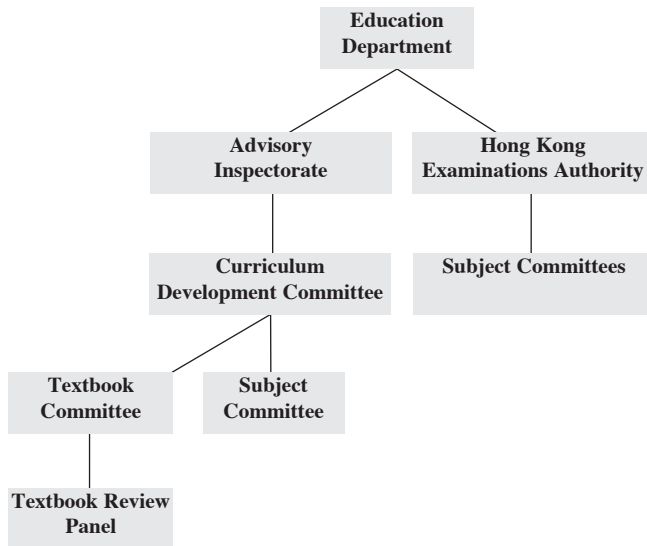 Education
Department
Advisory
Inspectorate
Hong Kong
Examinations Authority
Curriculum
Development Committee
Subject Committees
Textbook
Committee
Subject
Committee
Textbook Review
Panel